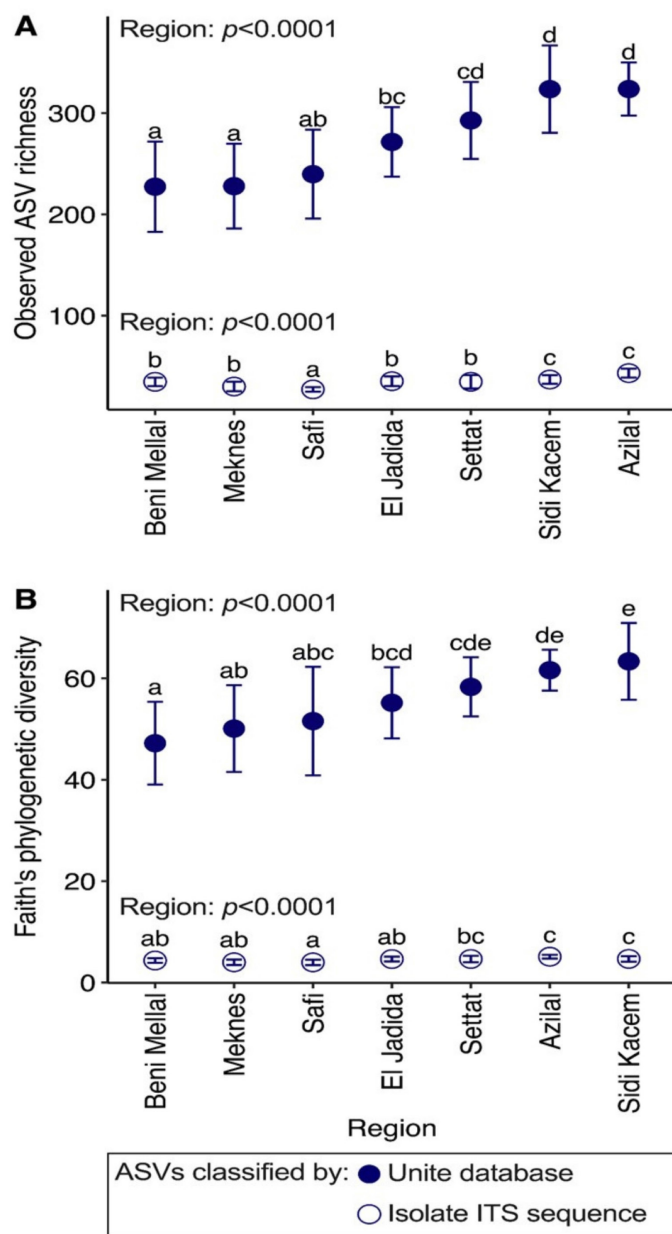 A
Region: p<0.0001
Observed ASV richness
300
200
100
a a ab bc cd d d
Region: p<0.0001
b b a b b c c
Beni Mellal
Meknes
Safi
El Jadida
Settat
Sidi Kacem
Azilal
B
Region: p<0.0001
Faith's phylogenetic diversity
60
40
20
0
a ab abc bcd cde de e
Region: p<0.0001
ab ab a ab bc c c
Beni Mellal
Meknes
Safi
El Jadida
Settat
Azilal
Sidi Kacem
Region
ASVs classified by: Unite database
Isolate ITS sequence